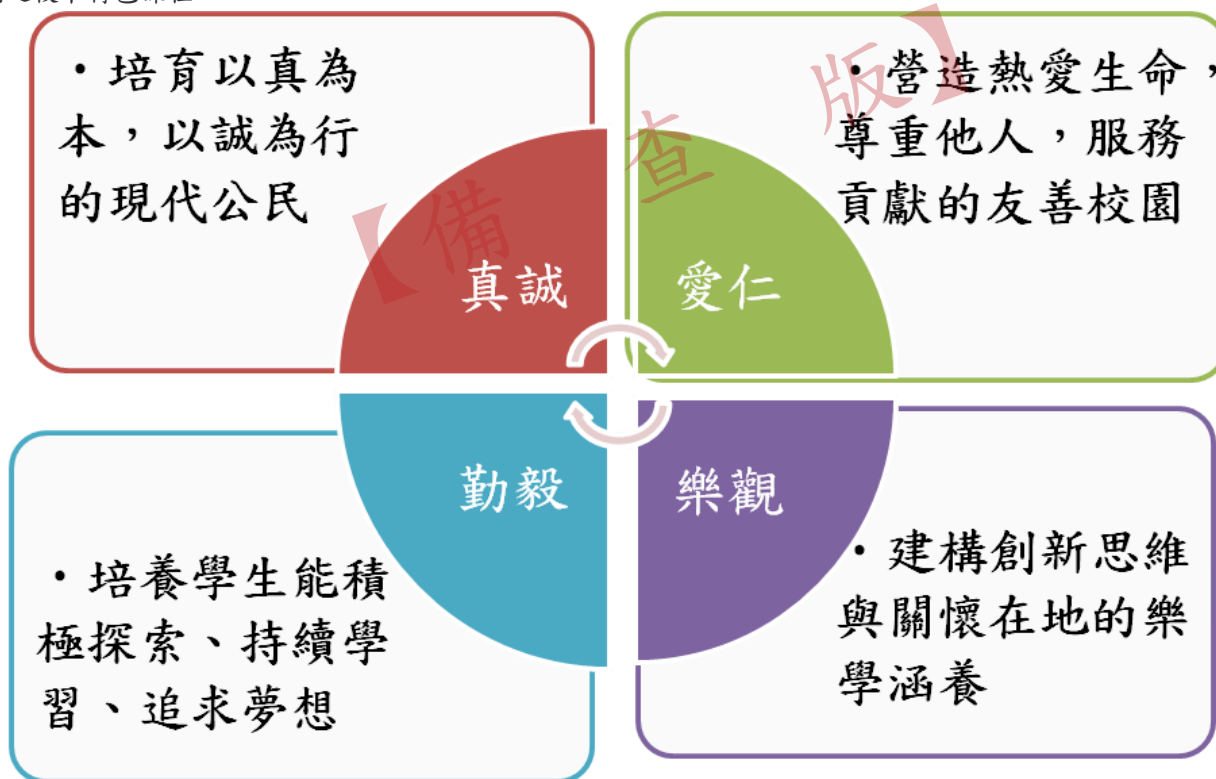 ・培育以真為
本，以誠為行
的現代公民
・營造熱愛生命，
尊重他人，服務
貢獻的友善校園
真誠
愛仁
勤毅
樂觀
・培養學生能積
極探索、持續學
習、追求夢想
・建構創新思維
與關懷在地的樂
學涵養
【備查版】